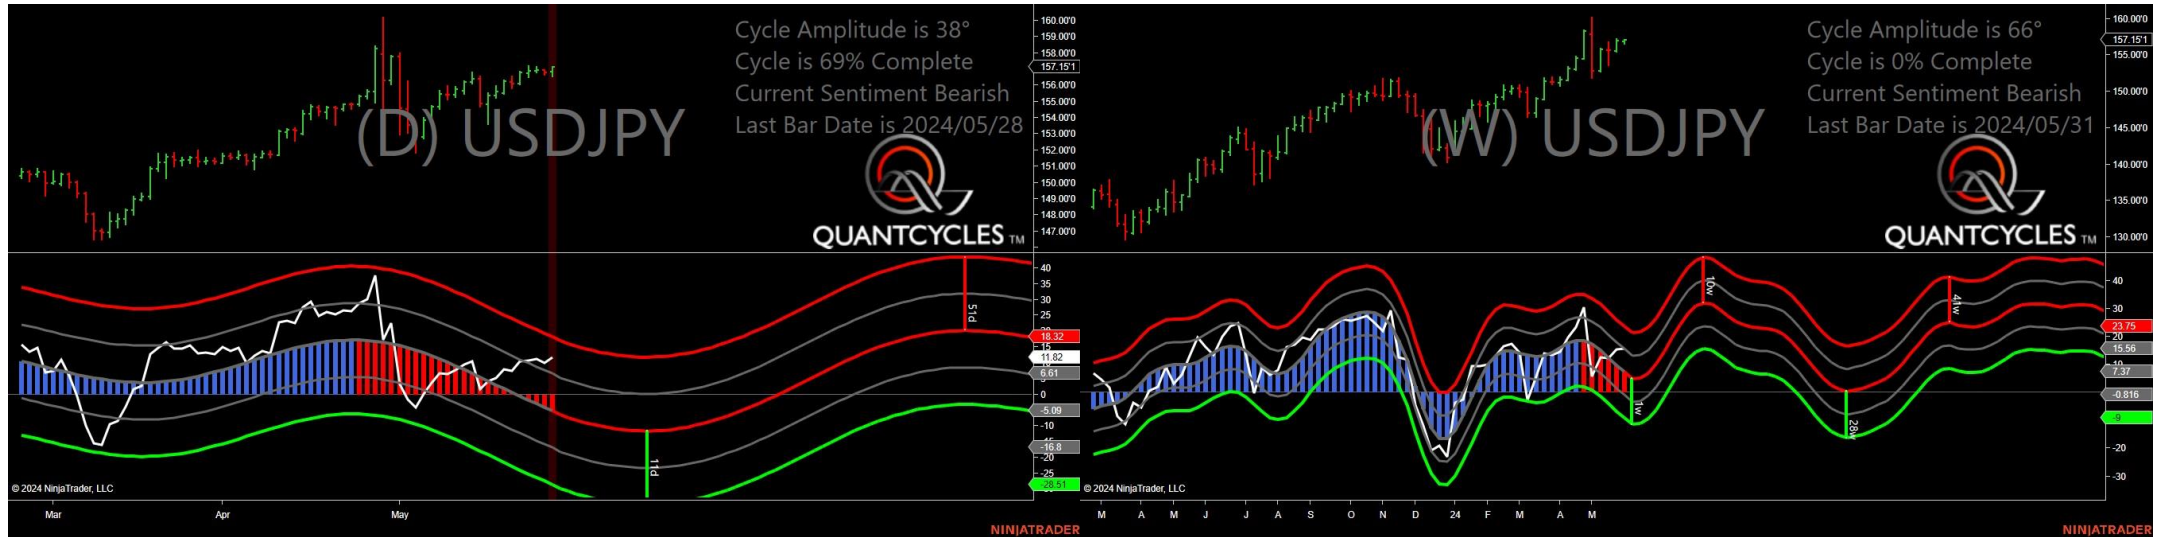 Cycle Amplitude is 38°
Cycle is 69% Complete
Current Sentiment Bearish
Last Bar Date is 2024/05/28
(D) USDJPY
QUANTCYCLES TM
160.00'0
159.00'0
158.00'0
157.15'1
156.00'0
155.00'0
154.00'0
153.00'0
152.00'0
151.00'0
150.00'0
149.00'0
148.00'0
147.00'0
40
35
30
25
18.32
15
11.82
6.61
0
-5.09
-10
-16.8
-20
-25
-28.51
51d
11d
© 2024 NinjaTrader, LLC
Mar
Apr
May
NINJATRADER
Cycle Amplitude is 66°
Cycle is 0% Complete
Current Sentiment Bearish
Last Bar Date is 2024/05/31
(W) USDJPY
QUANTCYCLES TM
160.00'0
157.15'1
155.00'0
150.00'0
145.00'0
140.00'0
135.00'0
130.00'0
40
30
23.75
20
15.56
7.37
-0.816
-9
-20
-30
10w
41w
1w
28w
© 2024 NinjaTrader, LLC
M A M J J A S O N D 24 F M A M
NINJATRADER